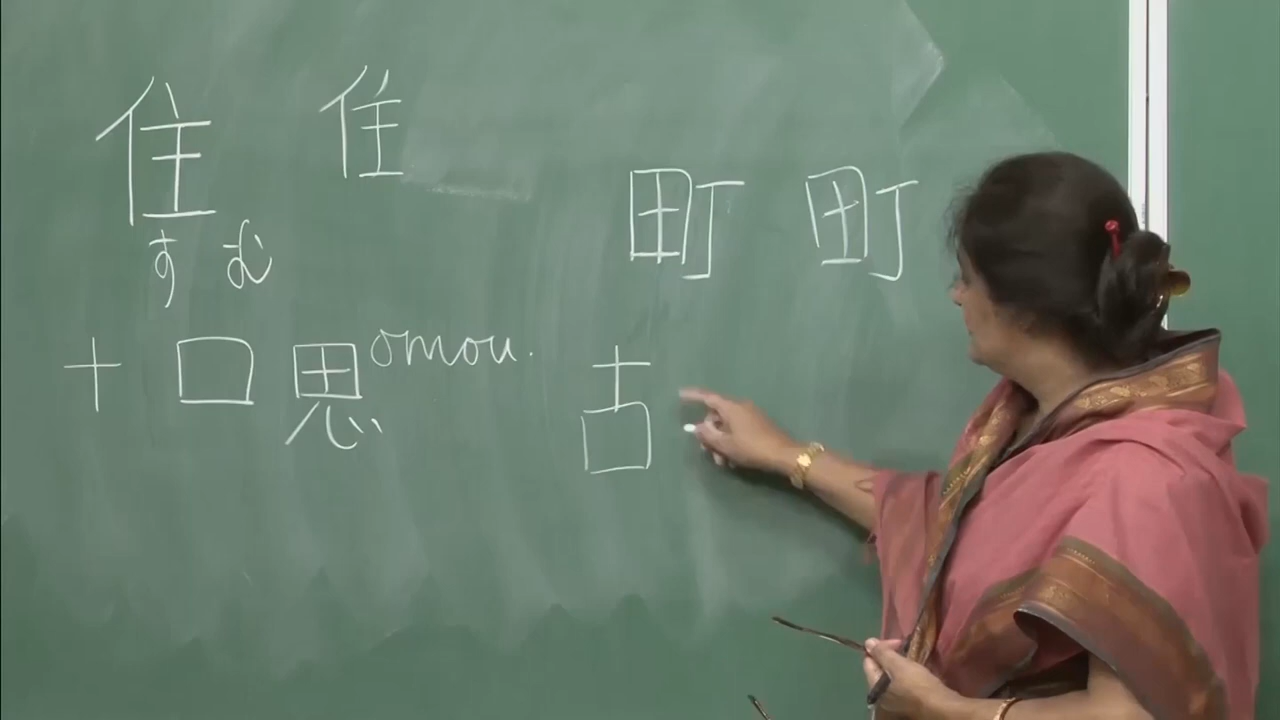 住 住
町 町
すむ
十 口 思 omou.
古